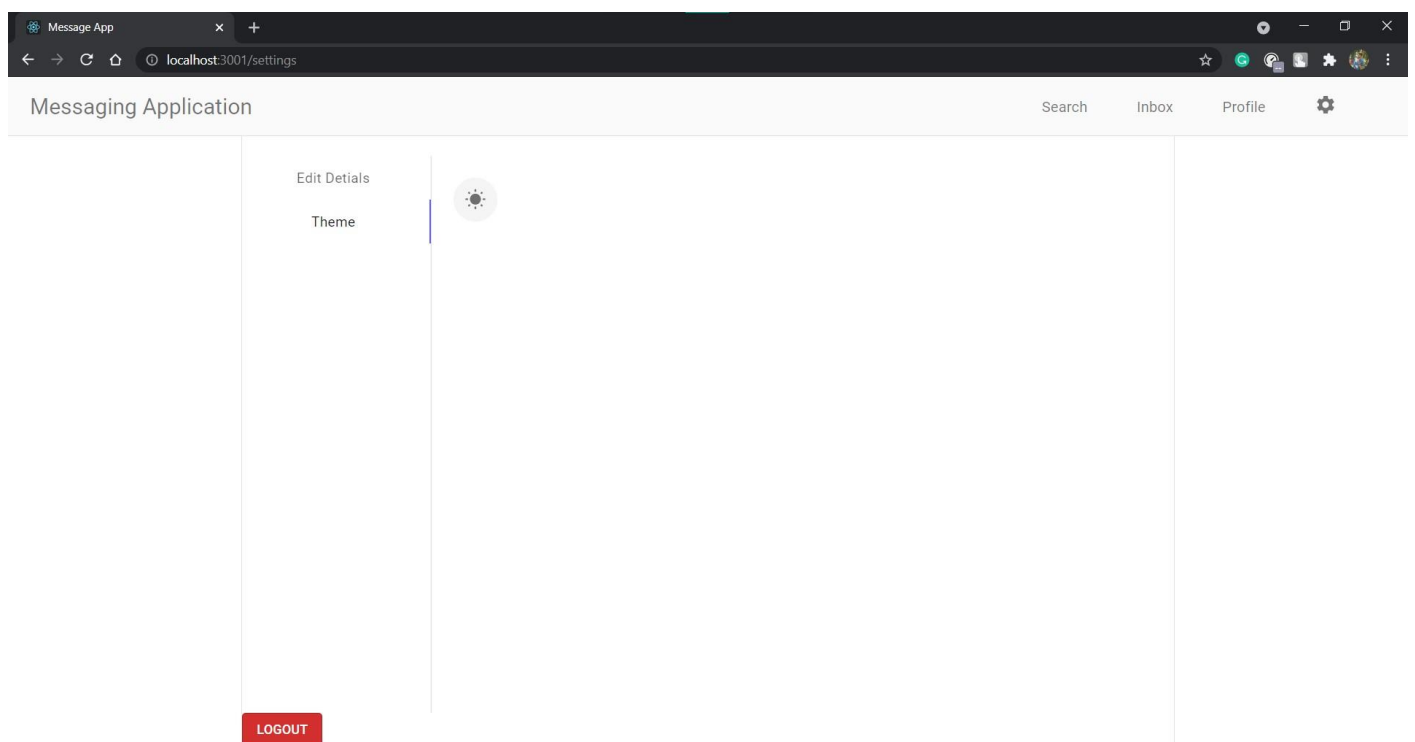 Message App
localhost:3001/settings
Messaging Application
Search Inbox Profile
Edit Detials
Theme
LOGOUT